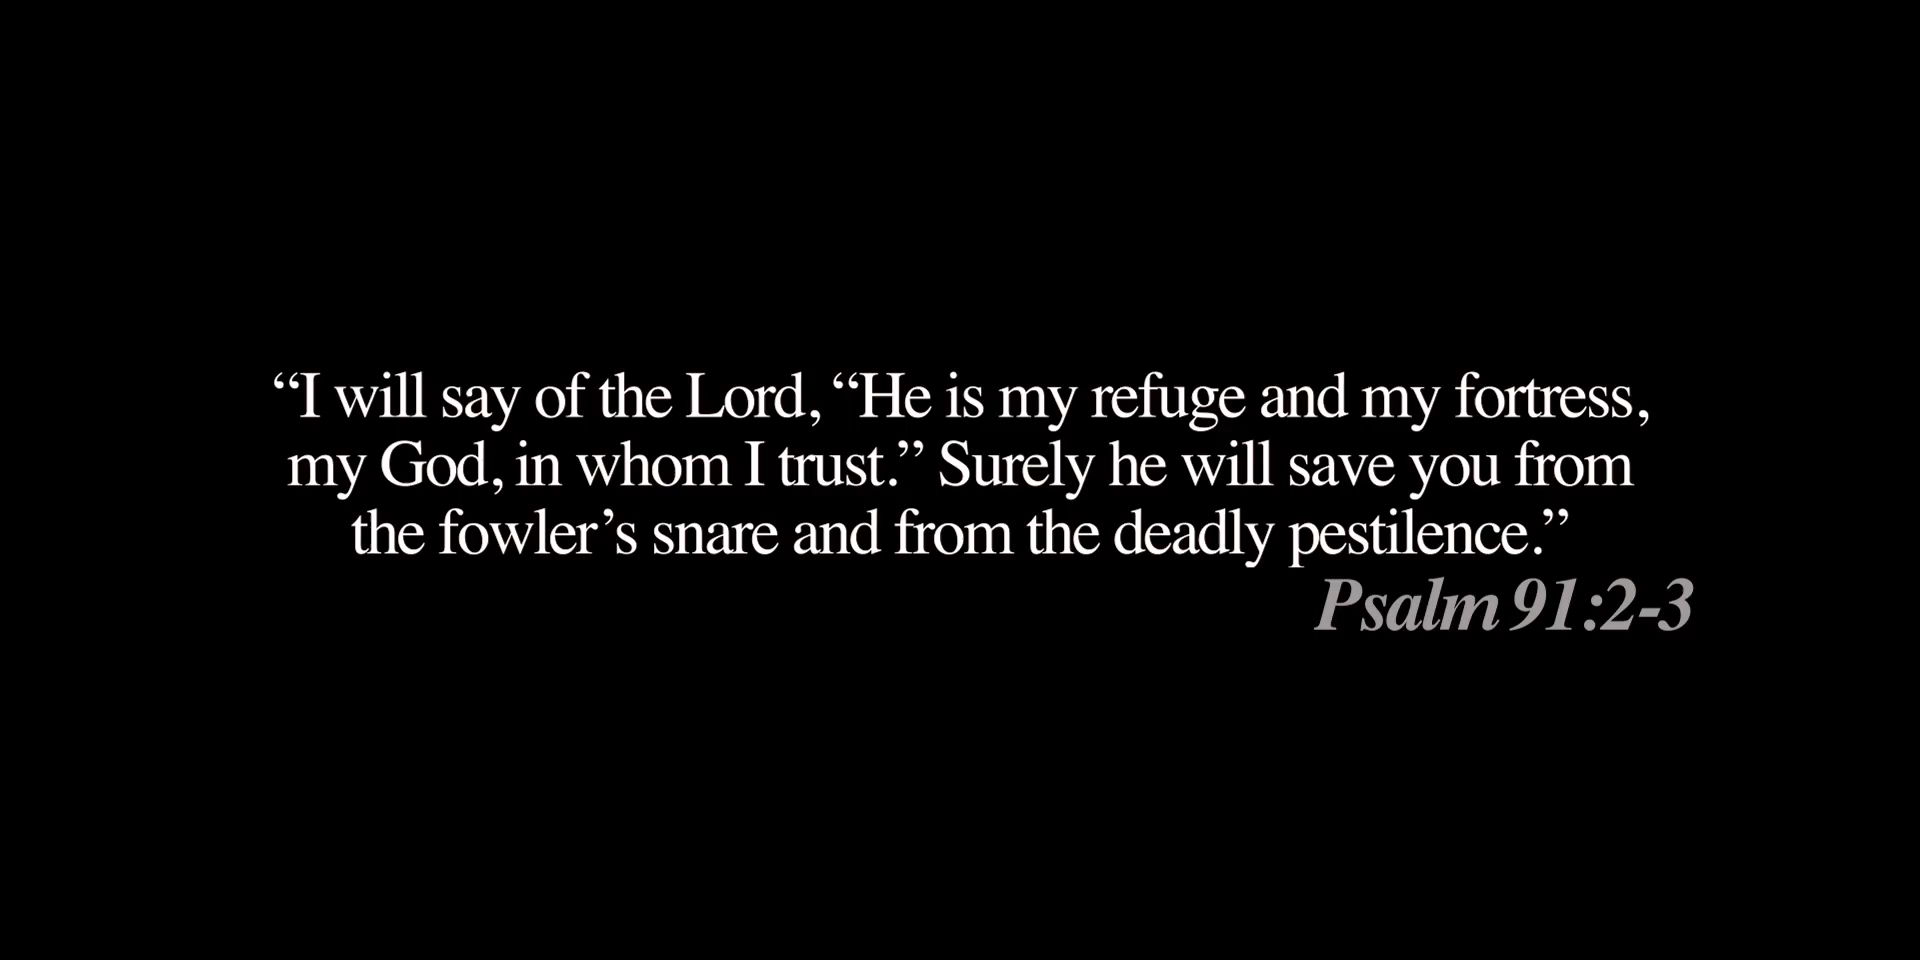 “I will say of the Lord, “He is my refuge and my fortress,
my God, in whom I trust.” Surely he will save you from
the fowler’s snare and from the deadly pestilence.”
Psalm 91:2-3